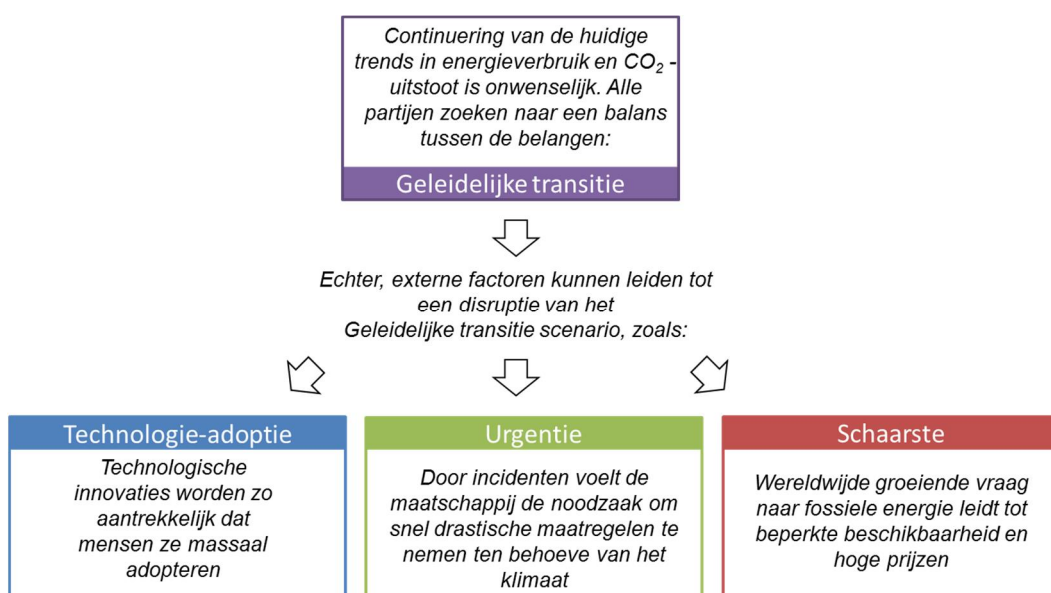 Continuering van de huidige
trends in energieverbruik en CO₂ -
uitstoot is onwenselijk. Alle
partijen zoeken naar een balans
tussen de belangen:
Geleidelijke transitie
Echter, externe factoren kunnen leiden tot
een disruptie van het
Geleidelijke transitie scenario, zoals:
Technologie-adoptie
Technologische
innovaties worden zo
aantrekkelijk dat
mensen ze massaal
adopteren
Urgentie
Door incidenten voelt de
maatschappij de noodzaak om
snel drastische maatregelen te
nemen ten behoeve van het
klimaat
Schaarste
Wereldwijde groeiende vraag
naar fossiele energie leidt tot
beperkte beschikbaarheid en
hoge prijzen